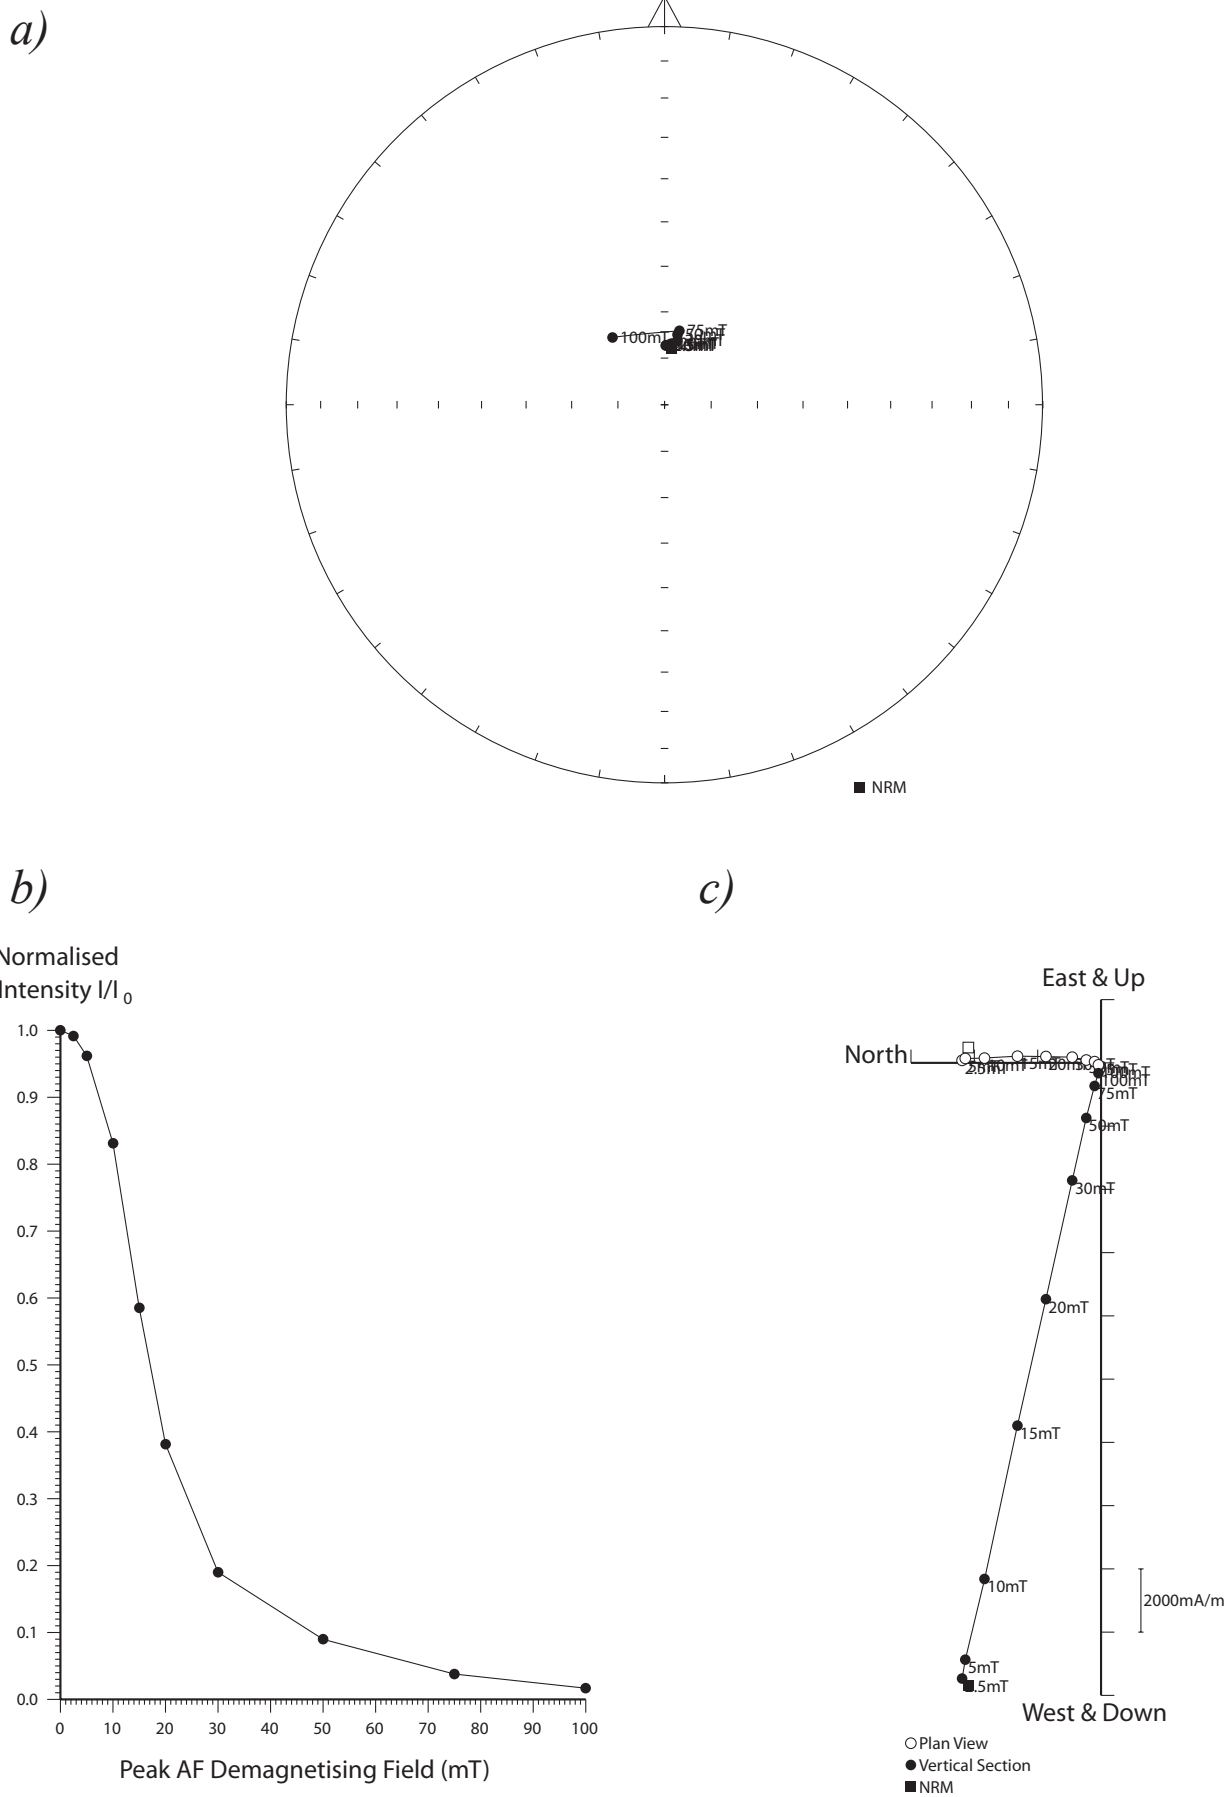 a)
100mT
75mT
NRM
b)
c)
Normalised
Intensity I/I 0
1.0
0.9
0.8
0.7
0.6
0.5
0.4
0.3
0.2
0.1
0.0
0 10 20 30 40 50 60 70 80 90 100
Peak AF Demagnetising Field (mT)
East & Up
North
100mT
75mT
50mT
30mT
20mT
15mT
10mT
5mT
2000mA/m
West & Down
Plan View
Vertical Section
NRM